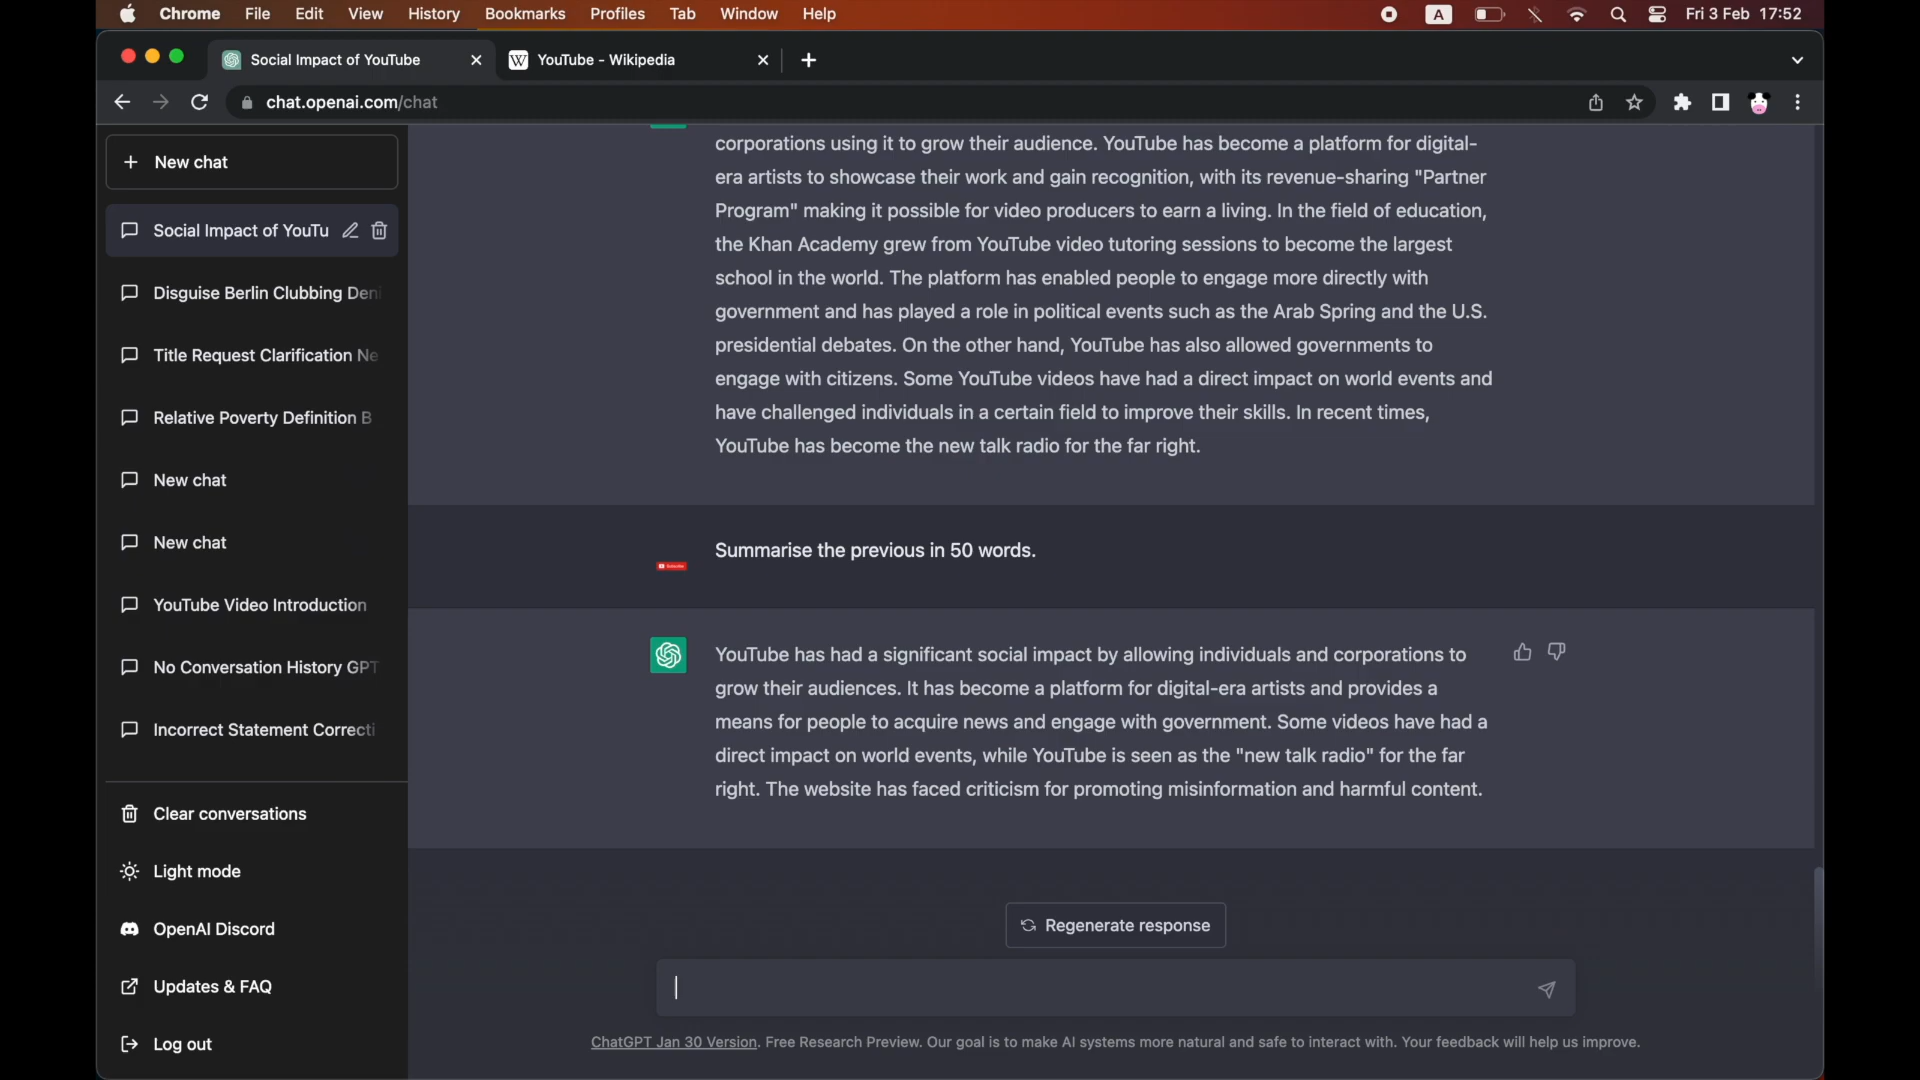 Chrome File Edit View History Bookmarks Profiles Tab Window Help A Fri 3 Feb 17:52
Social Impact of YouTube W YouTube - Wikipedia
chat.openai.com/chat
New chat
Social Impact of YouTu
Disguise Berlin Clubbing Deni
Title Request Clarification Ne
Relative Poverty Definition B
New chat
New chat
YouTube Video Introduction
No Conversation History GPT
Incorrect Statement Correcti
Clear conversations
Light mode
OpenAI Discord
Updates & FAQ
Log out
corporations using it to grow their audience. YouTube has become a platform for digital-
era artists to showcase their work and gain recognition, with its revenue-sharing "Partner
Program" making it possible for video producers to earn a living. In the field of education,
the Khan Academy grew from YouTube video tutoring sessions to become the largest
school in the world. The platform has enabled people to engage more directly with
government and has played a role in political events such as the Arab Spring and the U.S.
presidential debates. On the other hand, YouTube has also allowed governments to
engage with citizens. Some YouTube videos have had a direct impact on world events and
have challenged individuals in a certain field to improve their skills. In recent times,
YouTube has become the new talk radio for the far right.
Summarise the previous in 50 words.
Subscribe
YouTube has had a significant social impact by allowing individuals and corporations to
grow their audiences. It has become a platform for digital-era artists and provides a
means for people to acquire news and engage with government. Some videos have had a
direct impact on world events, while YouTube is seen as the "new talk radio" for the far
right. The website has faced criticism for promoting misinformation and harmful content.
Regenerate response
ChatGPT Jan 30 Version. Free Research Preview. Our goal is to make AI systems more natural and safe to interact with. Your feedback will help us improve.